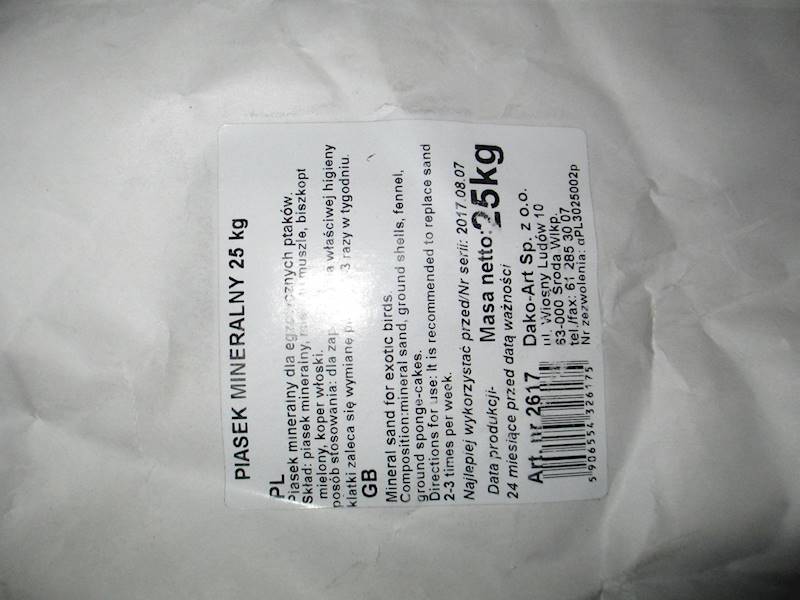 PIASEK MINERALNY 25 kg
PL
Piasek mineralny dla egzotycznych ptaków.
Skład: piasek mineralny, muszle, biszkopt
mielony, koper włoski.
posób stosowania: dla właściwej higieny
klatki zaleca się wymianę 3 razy w tygodniu.
GB
Mineral sand for exotic birds.
Composition:mineral sand, ground shells, fennel,
ground sponge-cakes.
Directions for use: It is recommended to replace sand
2-3 times per week.
Najlepiej wykorzystać przed/Nr serii: 2017.08.07
Masa netto:25kg
Data produkcji-
24 miesiące przed datą ważności
Art. nr 2617
Dako-Art Sp. z o.o.
ul. Wiosny Ludów 10
63-000 Środa Wlkp.
tel./fax: 61 285 30 07
Nr zezwolenia: αPL3025002p
5 906554 326175